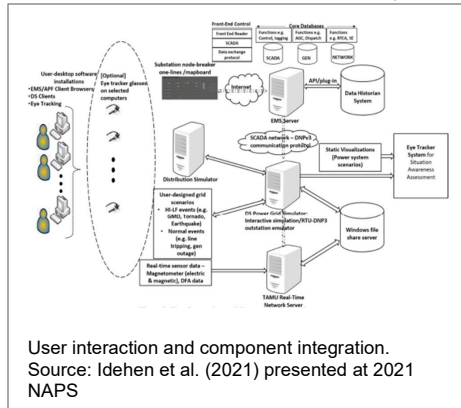 Front-End Control
Core Databases
Front End Reader
SCADA
Data exchange
protocol
Functions e.g.
Control, tagging
Functions e.g.
AGC, Dispatch
Functions
e.g. RTCA, SE
SCADA
GEN
NETWORK
Substation node-breaker
one-lines /mapboard
Internet
API/plug-in
EMS Server
Data Historian
System
User-desktop software
installations
• EMS/APF Client Browsers
• DS Clients
• Eye Tracking
[Optional]
Eye tracker glasses
on selected
computers
SCADA network – DNPv3
communication protocol
Distribution Simulator
Static Visualizations
(Power system
scenarios)
Eye Tracker
System for
Situation
Awareness
Assessment
User-designed grid
scenarios
• Hi-LF events (e.g.
GMD, Tornado,
Earthquake)
• Normal events (e.g. line
tripping, gen
outage)
DS Power Grid Simulator:
Interactive simulation/RTU-DNP3
outstation emulator
Windows file
share server
Real-time sensor data –
Magnetometer (electric
& magnetic), DFA data
TAMU Real-Time
Network Server
User interaction and component integration.
Source: Idehen et al. (2021) presented at 2021
NAPS